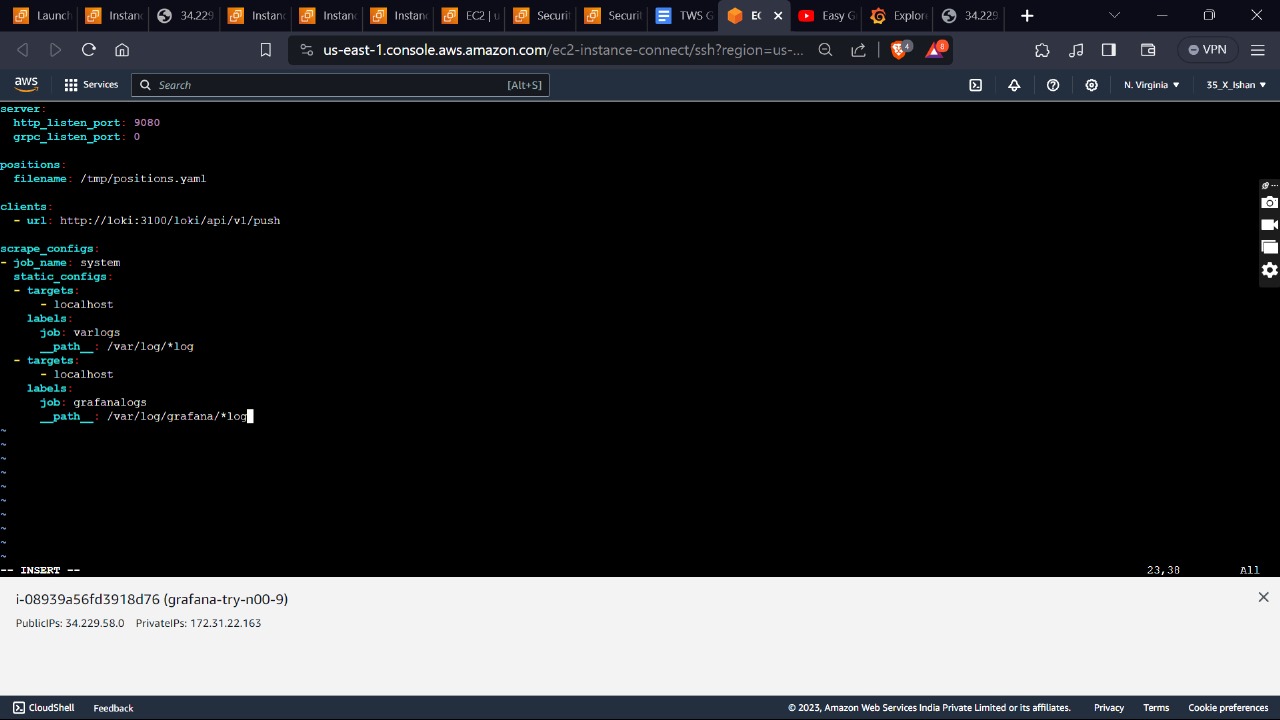 Launch
Instanc
34.229
Instanc
Instanc
Instanc
EC2 | u
Securit
Securit
TWS G
EC
Easy G
Explor
34.229
us-east-1.console.aws.amazon.com/ec2-instance-connect/ssh?region=us-...
4
8
VPN
aws
Services
Search
[Alt+S]
N. Virginia
35_X_Ishan
server:
http_listen_port: 9080
grpc_listen_port: 0
positions:
filename: /tmp/positions.yaml
clients:
- url: http://loki:3100/loki/api/v1/push
scrape_configs:
- job_name: system
static_configs:
- targets:
- localhost
labels:
job: varlogs
__path__: /var/log/*log
- targets:
- localhost
labels:
job: grafanalogs
__path__: /var/log/grafana/*log
~
~
~
~
~
~
~
~
~
~
-- INSERT --
23,38
All
i-08939a56fd3918d76 (grafana-try-n00-9)
PublicIPs: 34.229.58.0 PrivateIPs: 172.31.22.163
CloudShell
Feedback
© 2023, Amazon Web Services India Private Limited or its affiliates.
Privacy
Terms
Cookie preferences